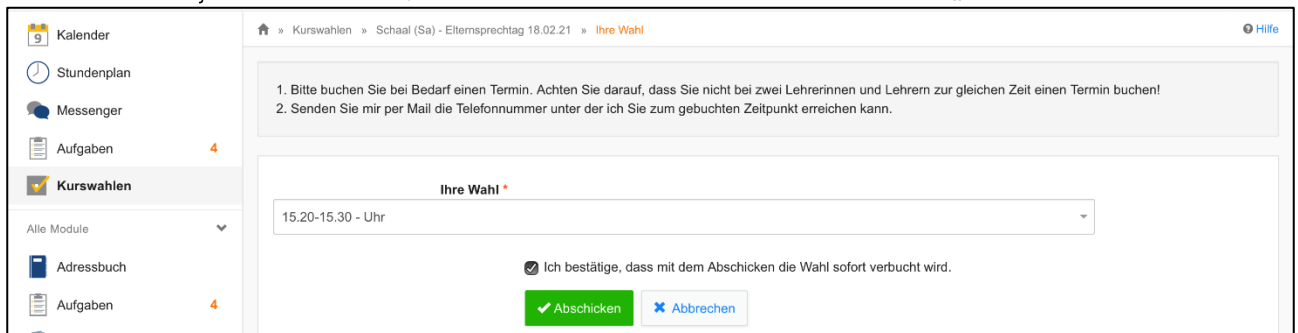 9 Kalender
Stundenplan
Messenger
Aufgaben 4
Kurswahlen
Alle Module
Adressbuch
Aufgaben 4
» Kurswahlen » Schaal (Sa) - Elternsprechtag 18.02.21 » Ihre Wahl
Hilfe
1. Bitte buchen Sie bei Bedarf einen Termin. Achten Sie darauf, dass Sie nicht bei zwei Lehrerinnen und Lehrern zur gleichen Zeit einen Termin buchen!
2. Senden Sie mir per Mail die Telefonnummer unter der ich Sie zum gebuchten Zeitpunkt erreichen kann.
Ihre Wahl *
15.20-15.30 - Uhr
Ich bestätige, dass mit dem Abschicken die Wahl sofort verbucht wird.
Abschicken Abbrechen